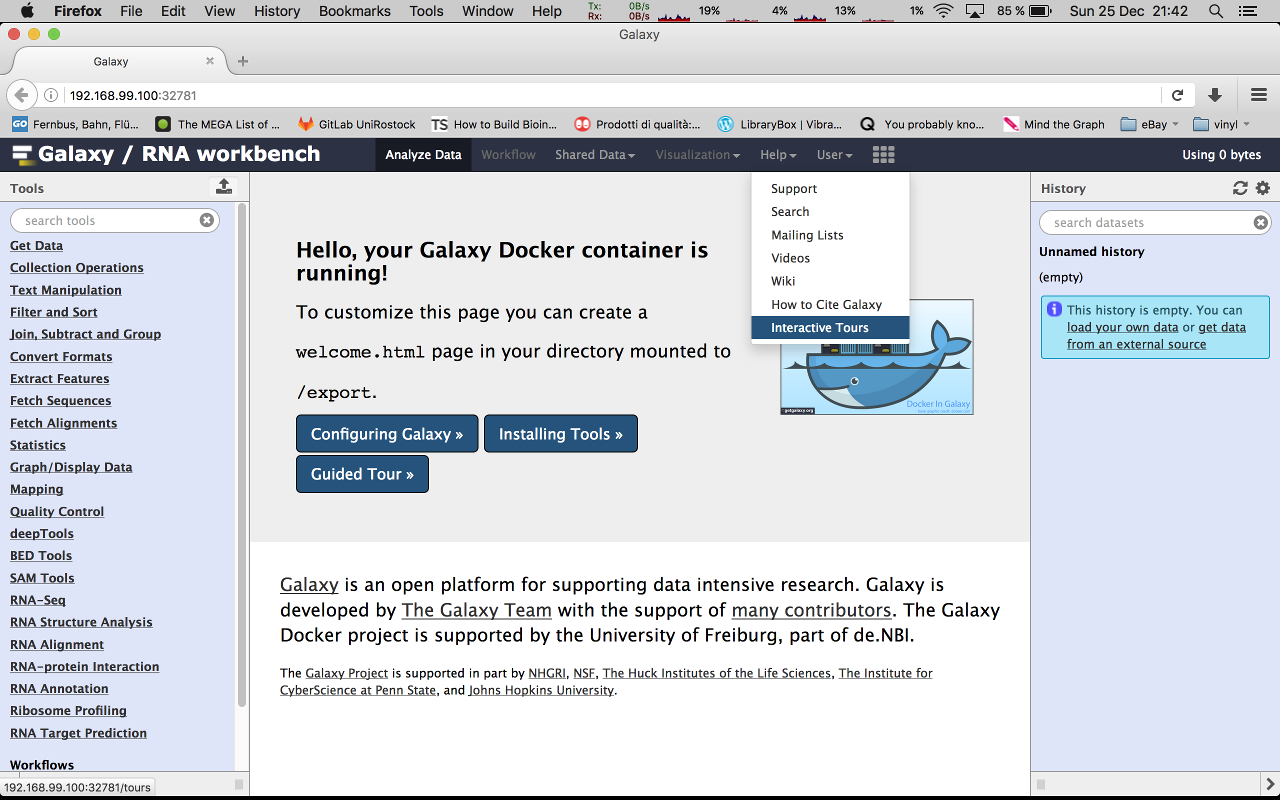 Firefox File Edit View History Bookmarks Tools Window Help Tx: 0B/s Rx: 0B/s 19% 4% 13% 1% 85 % Sun 25 Dec 21:42
Galaxy
Galaxy
192.168.99.100:32781
GO Fernbus, Bahn, Flü... The MEGA List of ... GitLab UniRostock TS How to Build Bioin... Prodotti di qualità:... LibraryBox | Vibra... Q You probably kno... Mind the Graph eBay vinyl
Galaxy / RNA workbench Analyze Data Workflow Shared Data Visualization Help User Using 0 bytes
Tools
search tools
Get Data
Collection Operations
Text Manipulation
Filter and Sort
Join, Subtract and Group
Convert Formats
Extract Features
Fetch Sequences
Fetch Alignments
Statistics
Graph/Display Data
Mapping
Quality Control
deepTools
BED Tools
SAM Tools
RNA-Seq
RNA Structure Analysis
RNA Alignment
RNA-protein Interaction
RNA Annotation
Ribosome Profiling
RNA Target Prediction
Workflows
192.168.99.100:32781/tours
Support
Search
Mailing Lists
Videos
Wiki
How to Cite Galaxy
Interactive Tours
Hello, your Galaxy Docker container is
running!
To customize this page you can create a
welcome.html page in your directory mounted to
/export.
Configuring Galaxy » Installing Tools »
Guided Tour »
Docker in Galaxy
getgalaxy.org
Galaxy is an open platform for supporting data intensive research. Galaxy is
developed by The Galaxy Team with the support of many contributors. The Galaxy
Docker project is supported by the University of Freiburg, part of de.NBI.
The Galaxy Project is supported in part by NHGRI, NSF, The Huck Institutes of the Life Sciences, The Institute for
CyberScience at Penn State, and Johns Hopkins University.
History
search datasets
Unnamed history
(empty)
This history is empty. You can
load your own data or get data
from an external source